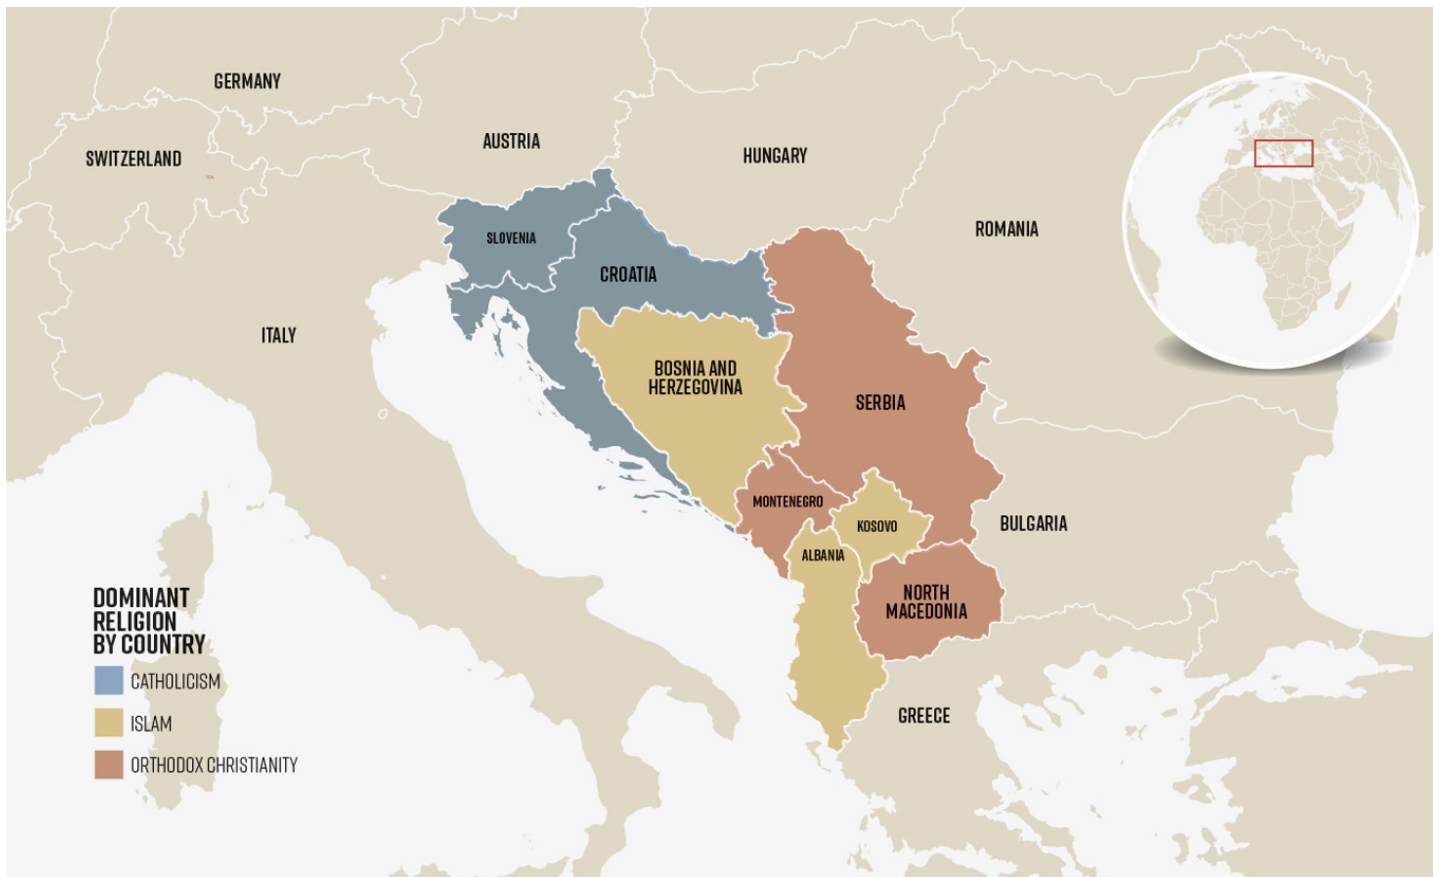 GERMANY
SWITZERLAND
AUSTRIA
HUNGARY
ROMANIA
SLOVENIA
CROATIA
ITALY
BOSNIA AND
HERZEGOVINA
SERBIA
MONTENEGRO
KOSOVO
BULGARIA
ALBANIA
NORTH
MACEDONIA
GREECE
DOMINANT
RELIGION
BY COUNTRY
CATHOLICISM
ISLAM
ORTHODOX CHRISTIANITY